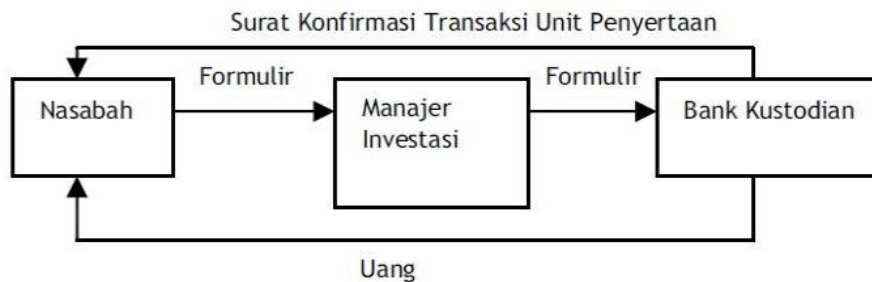 Surat Konfirmasi Transaksi Unit Penyertaan
Formulir
Formulir
Nasabah
Manajer
Investasi
Bank Kustodian
Uang